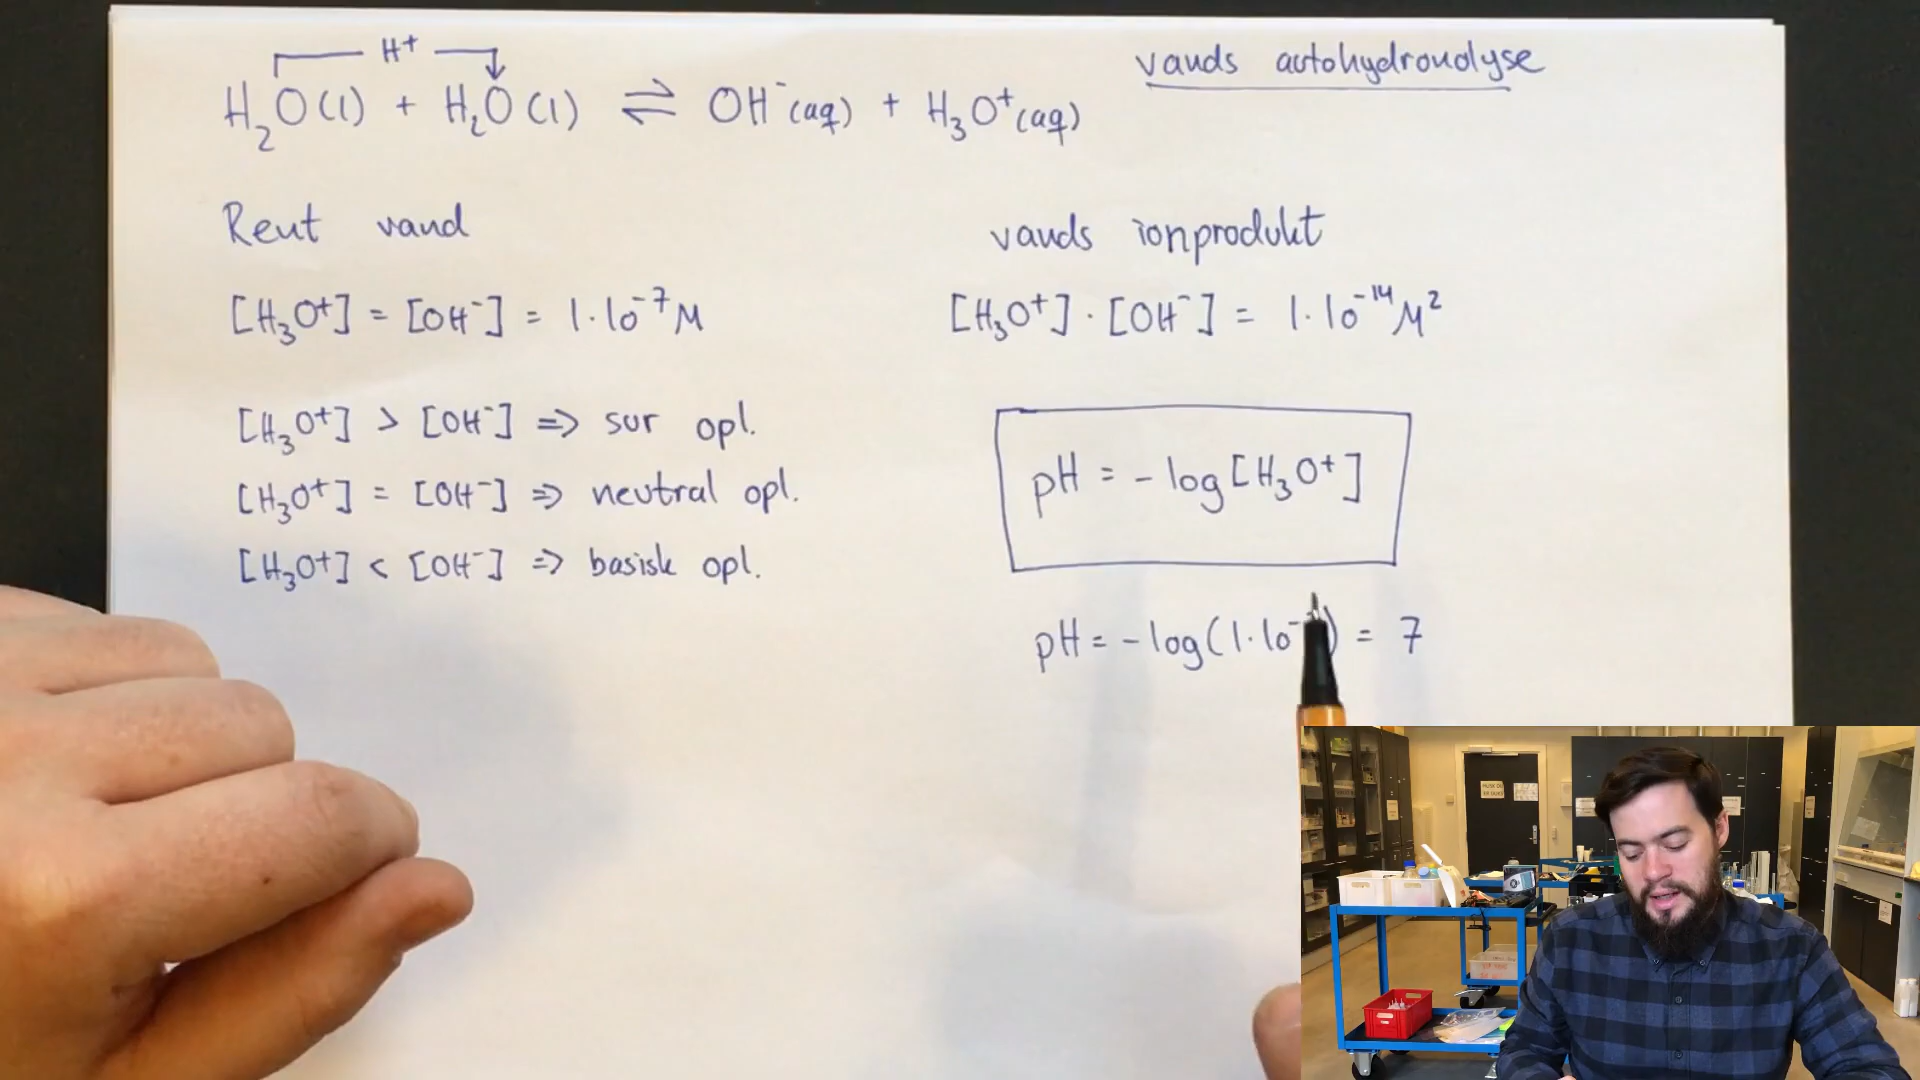 vands autohydronolyse
H+
H₂O(l) + H₂O(l) ⇌ OH⁻(aq) + H₃O⁺(aq)
Rent vand
[H₃O⁺] = [OH⁻] = 1·10⁻⁷ M
[H₃O⁺] > [OH⁻] => sur opl.
[H₃O⁺] = [OH⁻] => neutral opl.
[H₃O⁺] < [OH⁻] => basisk opl.
vands ionprodukt
[H₃O⁺]·[OH⁻] = 1·10⁻¹⁴ M²
pH = -log[H₃O⁺]
pH = -log(1·10⁻ ) = 7